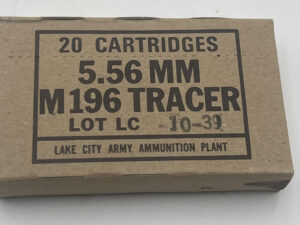 20 CARTRIDGES
5.56 MM
M196 TRACER
LOT LC -10-39
LAKE CITY ARMY AMMUNITION PLANT